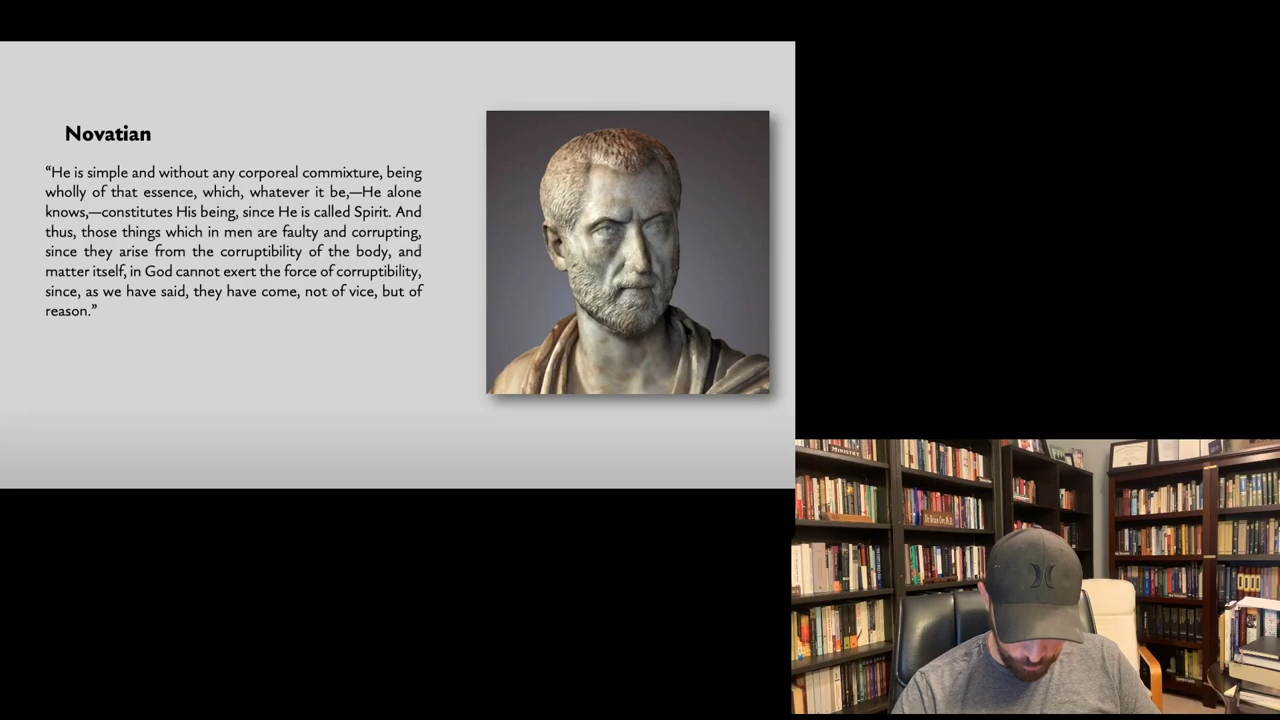 Novatian
“He is simple and without any corporeal commixture, being
wholly of that essence, which, whatever it be,—He alone
knows,—constitutes His being, since He is called Spirit. And
thus, those things which in men are faulty and corrupting,
since they arise from the corruptibility of the body, and
matter itself, in God cannot exert the force of corruptibility,
since, as we have said, they have come, not of vice, but of
reason.”
MINISTRY